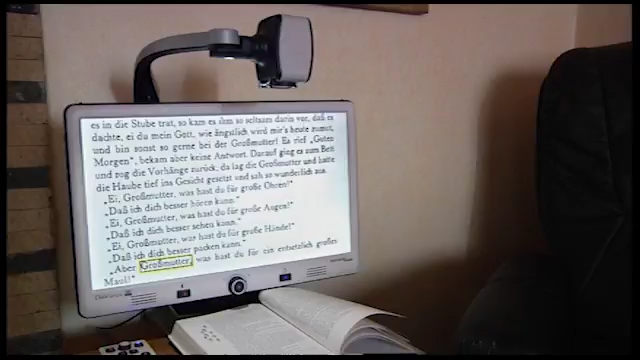 es in die Stube trat, so kam es ihm so seltsam darin vor, daß es
dachte, ei du mein Gott, wie ängstlich wird mir's heute zumut,
und bin sonst so gerne bei der Großmutter! Es rief „Guten
Morgen", bekam aber keine Antwort. Darauf ging es zum Bett
und zog die Vorhänge zurück, da lag die Großmutter und hatte
die Haube tief ins Gesicht gesetzt und sah so wunderlich aus.
„Ei, Großmutter, was hast du für große Ohren!"
„Daß ich dich besser hören kann."
„Ei, Großmutter, was hast du für große Augen!"
„Daß ich dich besser sehen kann."
„Ei, Großmutter, was hast du für große Hände!"
„Daß ich dich besser packen kann."
„Aber Großmutter, was hast du für ein entsetzlich großes
Maul!"